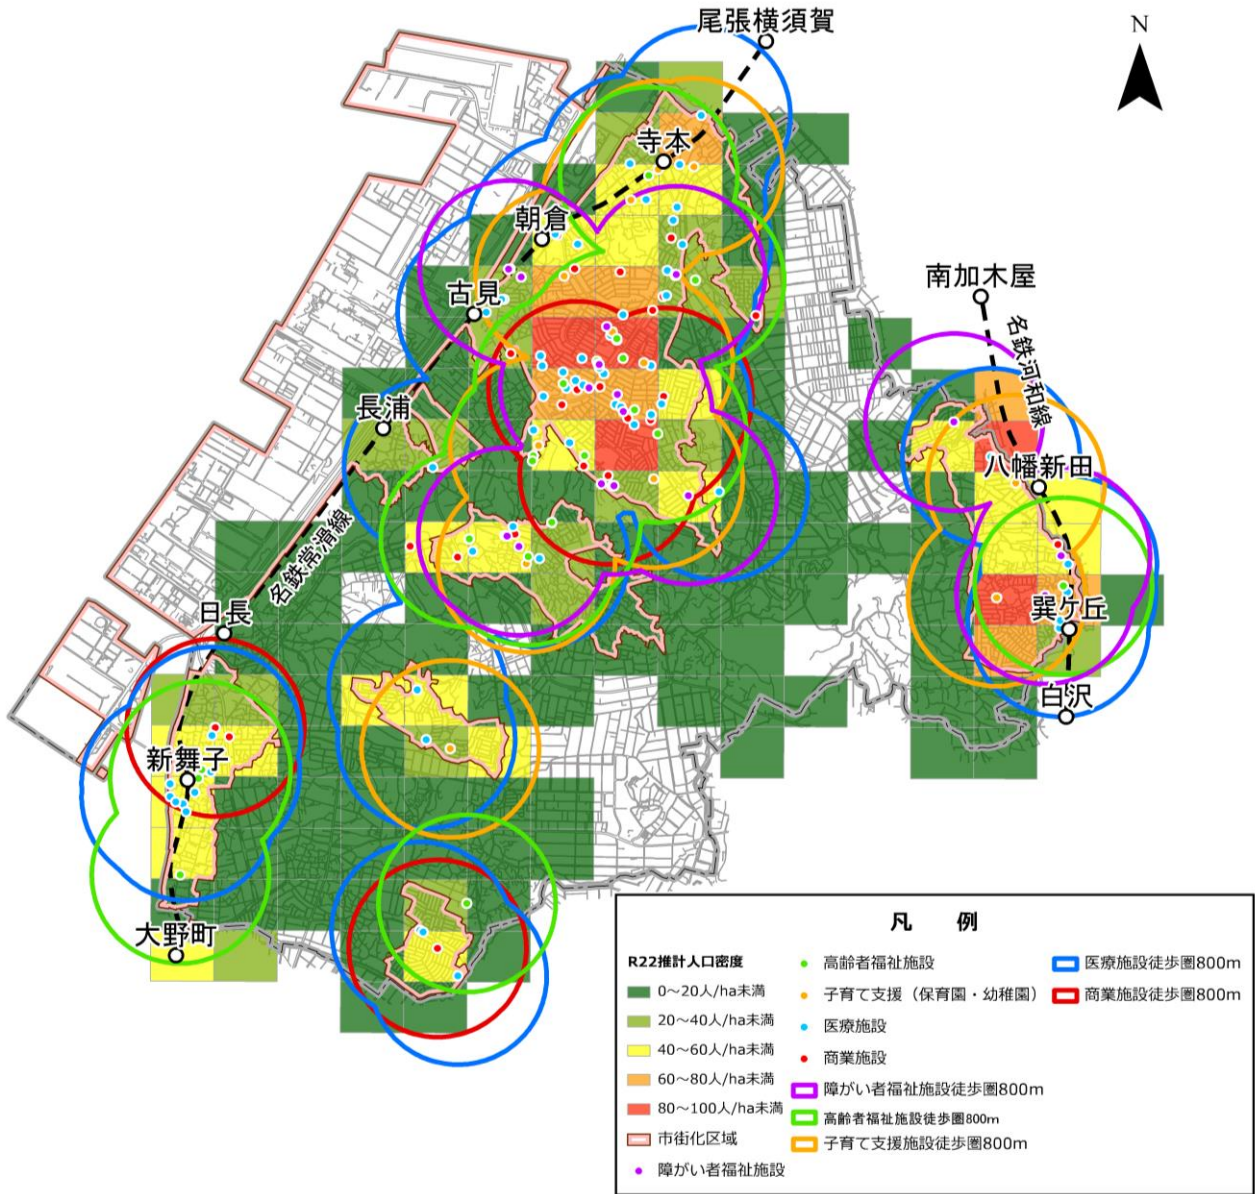 尾張横須賀
N
寺本
朝倉
古見
南加木屋
名鉄河和線
長浦
八幡新田
名鉄常滑線
巽ケ丘
日長
白沢
新舞子
大野町
凡 例
R22推計人口密度
0～20人/ha未満
20～40人/ha未満
40～60人/ha未満
60～80人/ha未満
80～100人/ha未満
市街化区域
障がい者福祉施設
高齢者福祉施設
子育て支援（保育園・幼稚園）
医療施設
商業施設
障がい者福祉施設徒歩圏800m
高齢者福祉施設徒歩圏800m
子育て支援施設徒歩圏800m
医療施設徒歩圏800m
商業施設徒歩圏800m